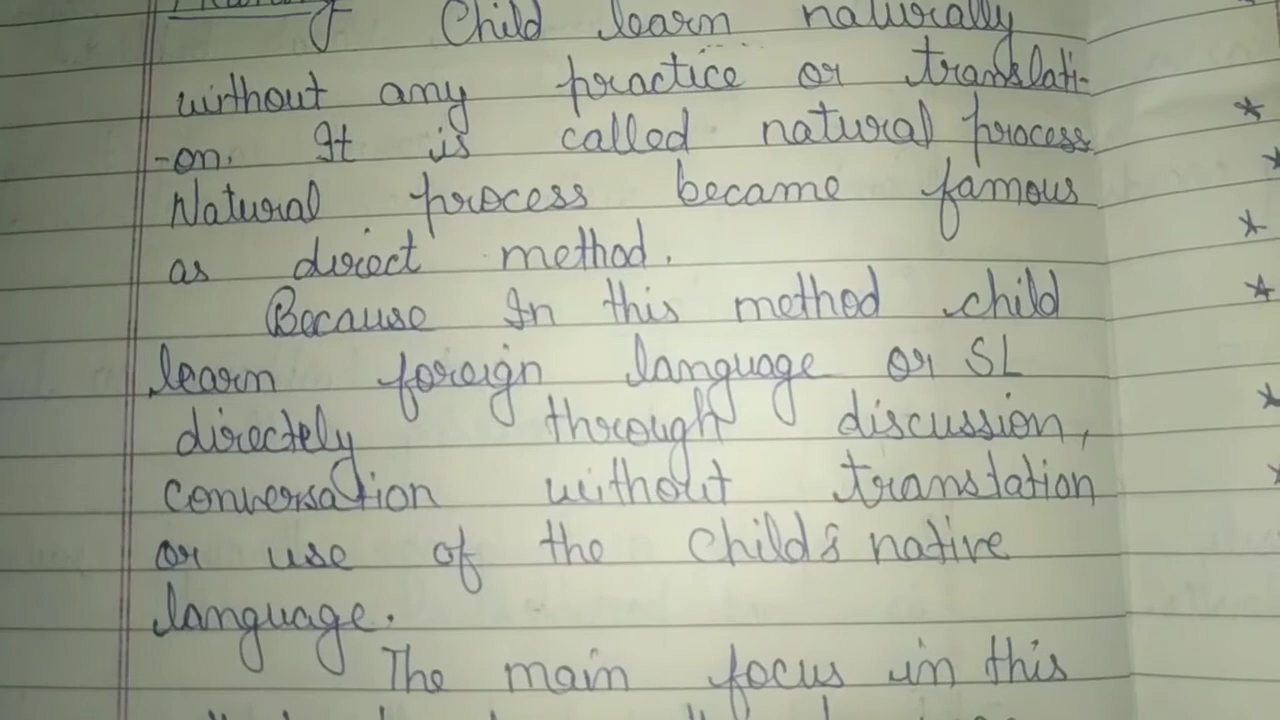 Child learn naturally
without any practice or translati-
-on. It is called natural process
Natural process became famous
as direct method.
Because In this method child
learn foreign language or SL
directely through discussion,
conversation without translation
or use of the child's native
language.
The main focus in this